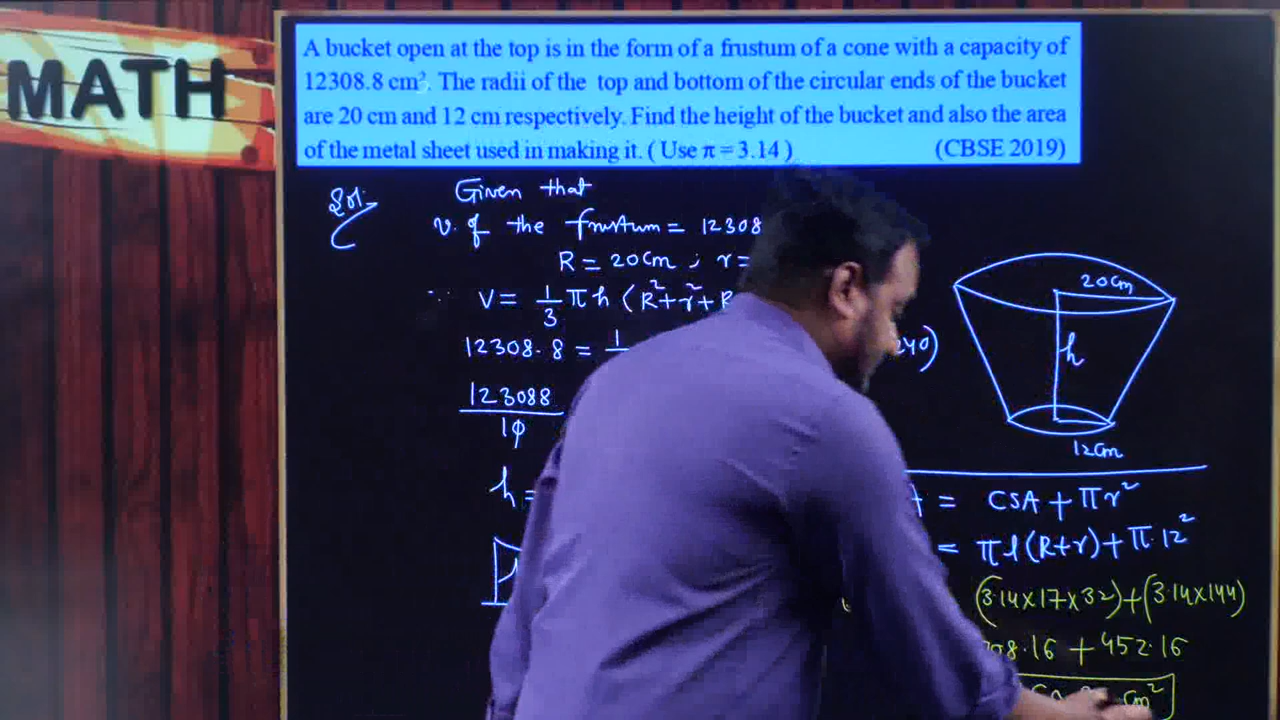 MATH
A bucket open at the top is in the form of a frustum of a cone with a capacity of
12308.8 cm³. The radii of the top and bottom of the circular ends of the bucket
are 20 cm and 12 cm respectively. Find the height of the bucket and also the area
of the metal sheet used in making it. ( Use π = 3.14 ) (CBSE 2019)
Sol:
Given that
v. of the frustum = 12308
R = 20cm ; r =
∵ V = 1/3 πh (R²+r²+R
12308.8 = 1
240)
123088
10
h =
20cm
h
12cm
= CSA + πr²
= πl(R+r) + π.12²
(3.14×17×32)+(3.14×144)
08.16 + 452.16
cm²